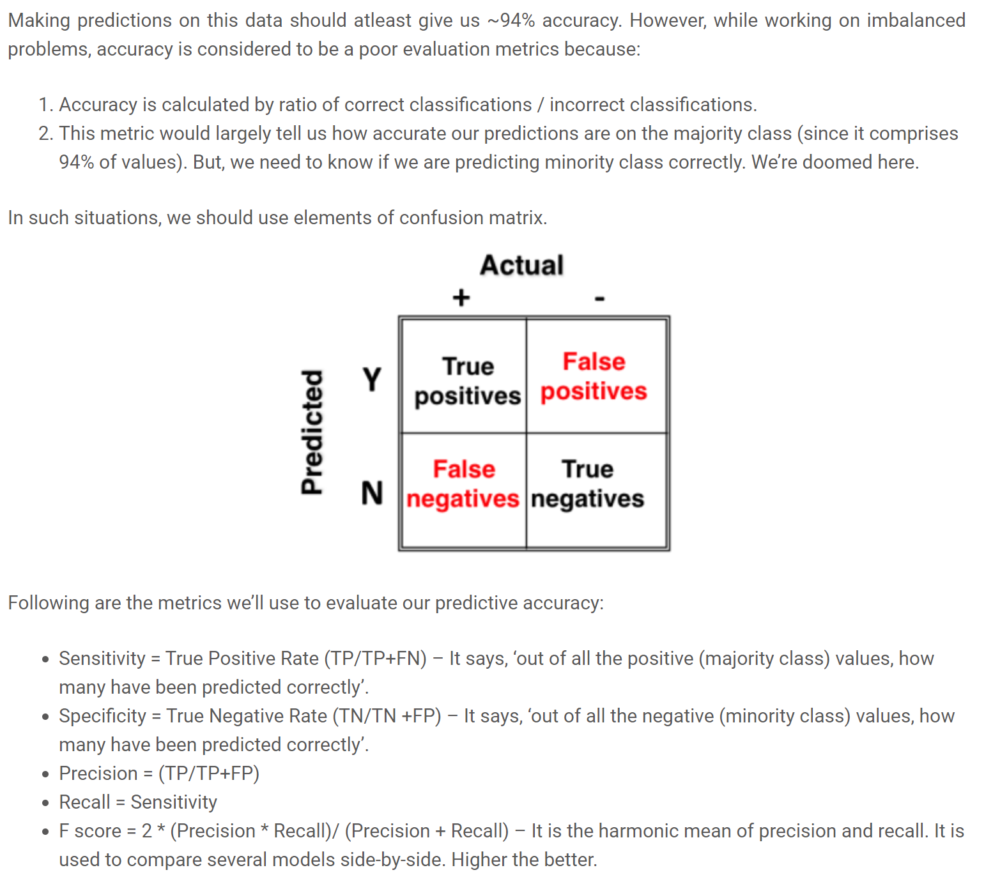 Making predictions on this data should atleast give us ~94% accuracy. However, while working on imbalanced
problems, accuracy is considered to be a poor evaluation metrics because:
1. Accuracy is calculated by ratio of correct classifications / incorrect classifications.
2. This metric would largely tell us how accurate our predictions are on the majority class (since it comprises
94% of values). But, we need to know if we are predicting minority class correctly. We’re doomed here.
In such situations, we should use elements of confusion matrix.
Actual
+ -
Predicted
Y
True
positives
False
positives
N
False
negatives
True
negatives
Following are the metrics we’ll use to evaluate our predictive accuracy:
• Sensitivity = True Positive Rate (TP/TP+FN) – It says, ‘out of all the positive (majority class) values, how
many have been predicted correctly’.
• Specificity = True Negative Rate (TN/TN +FP) – It says, ‘out of all the negative (minority class) values, how
many have been predicted correctly’.
• Precision = (TP/TP+FP)
• Recall = Sensitivity
• F score = 2 * (Precision * Recall)/ (Precision + Recall) – It is the harmonic mean of precision and recall. It is
used to compare several models side-by-side. Higher the better.